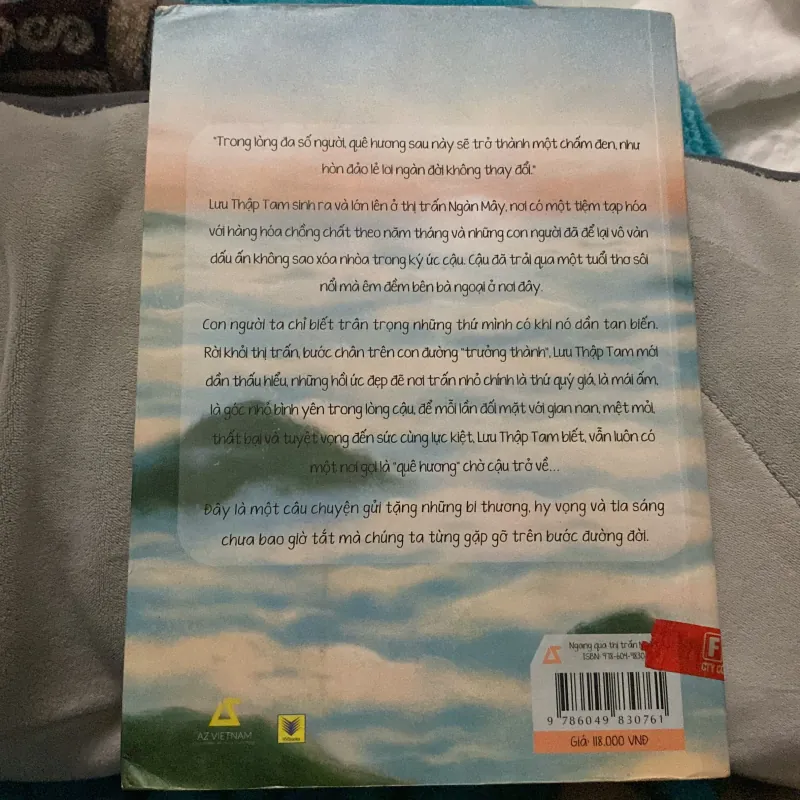 "Trong lòng đa số người, quê hương sau này sẽ trở thành một chấm đen, như
hòn đảo lẻ loi ngàn đời không thay đổi."
Lưu Thập Tam sinh ra và lớn lên ở thị trấn Ngàn Mây, nơi có một tiệm tạp hóa
với hàng hóa chồng chất theo năm tháng và những con người đã để lại vô vàn
dấu ấn không sao xóa nhòa trong ký ức cậu. Cậu đã trải qua một tuổi thơ sôi
nổi mà êm đềm bên bà ngoại ở nơi đây.
Con người ta chỉ biết trân trọng những thứ mình có khi nó dần tan biến.
Rời khỏi thị trấn, bước chân trên con đường "trưởng thành", Lưu Thập Tam mới
dần thấu hiểu, những hồi ức đẹp đẽ nơi trấn nhỏ chính là thứ quý giá, là mái ấm,
là góc nhỏ bình yên trong lòng cậu, để mỗi lần đối mặt với gian nan, mệt mỏi,
thất bại và tuyệt vọng đến sức cùng lực kiệt, Lưu Thập Tam biết, vẫn luôn có
một nơi gọi là "quê hương" chờ cậu trở về...
Đây là một câu chuyện gửi tặng những bi thương, hy vọng và tia sáng
chưa bao giờ tắt mà chúng ta từng gặp gỡ trên bước đường đời.
Ngang qua thị trấn
ISBN: 978-604-9830
F
CTY
9 786049 830761
Giá: 118.000 VNĐ
AZ VIETNAM